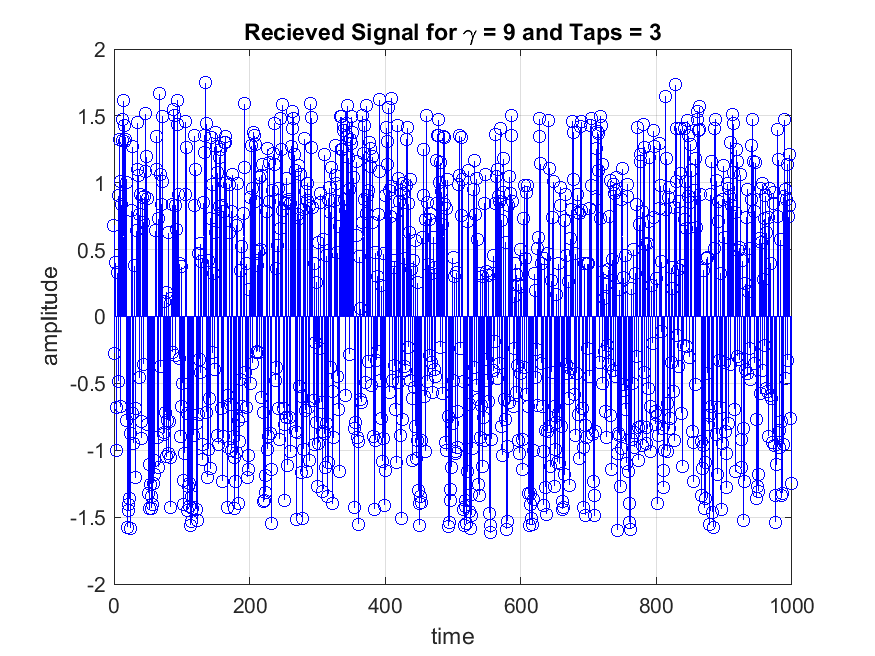 Recieved Signal for γ = 9 and Taps = 3
2
1.5
1
0.5
0
-0.5
-1
-1.5
-2
amplitude
0 200 400 600 800 1000
time